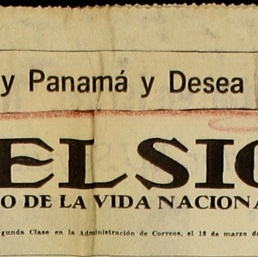 y Panamá y Desea
ELSIO
O DE LA VIDA NACIONA
gunda Clase en la Administración de Correos, el 18 de marzo de